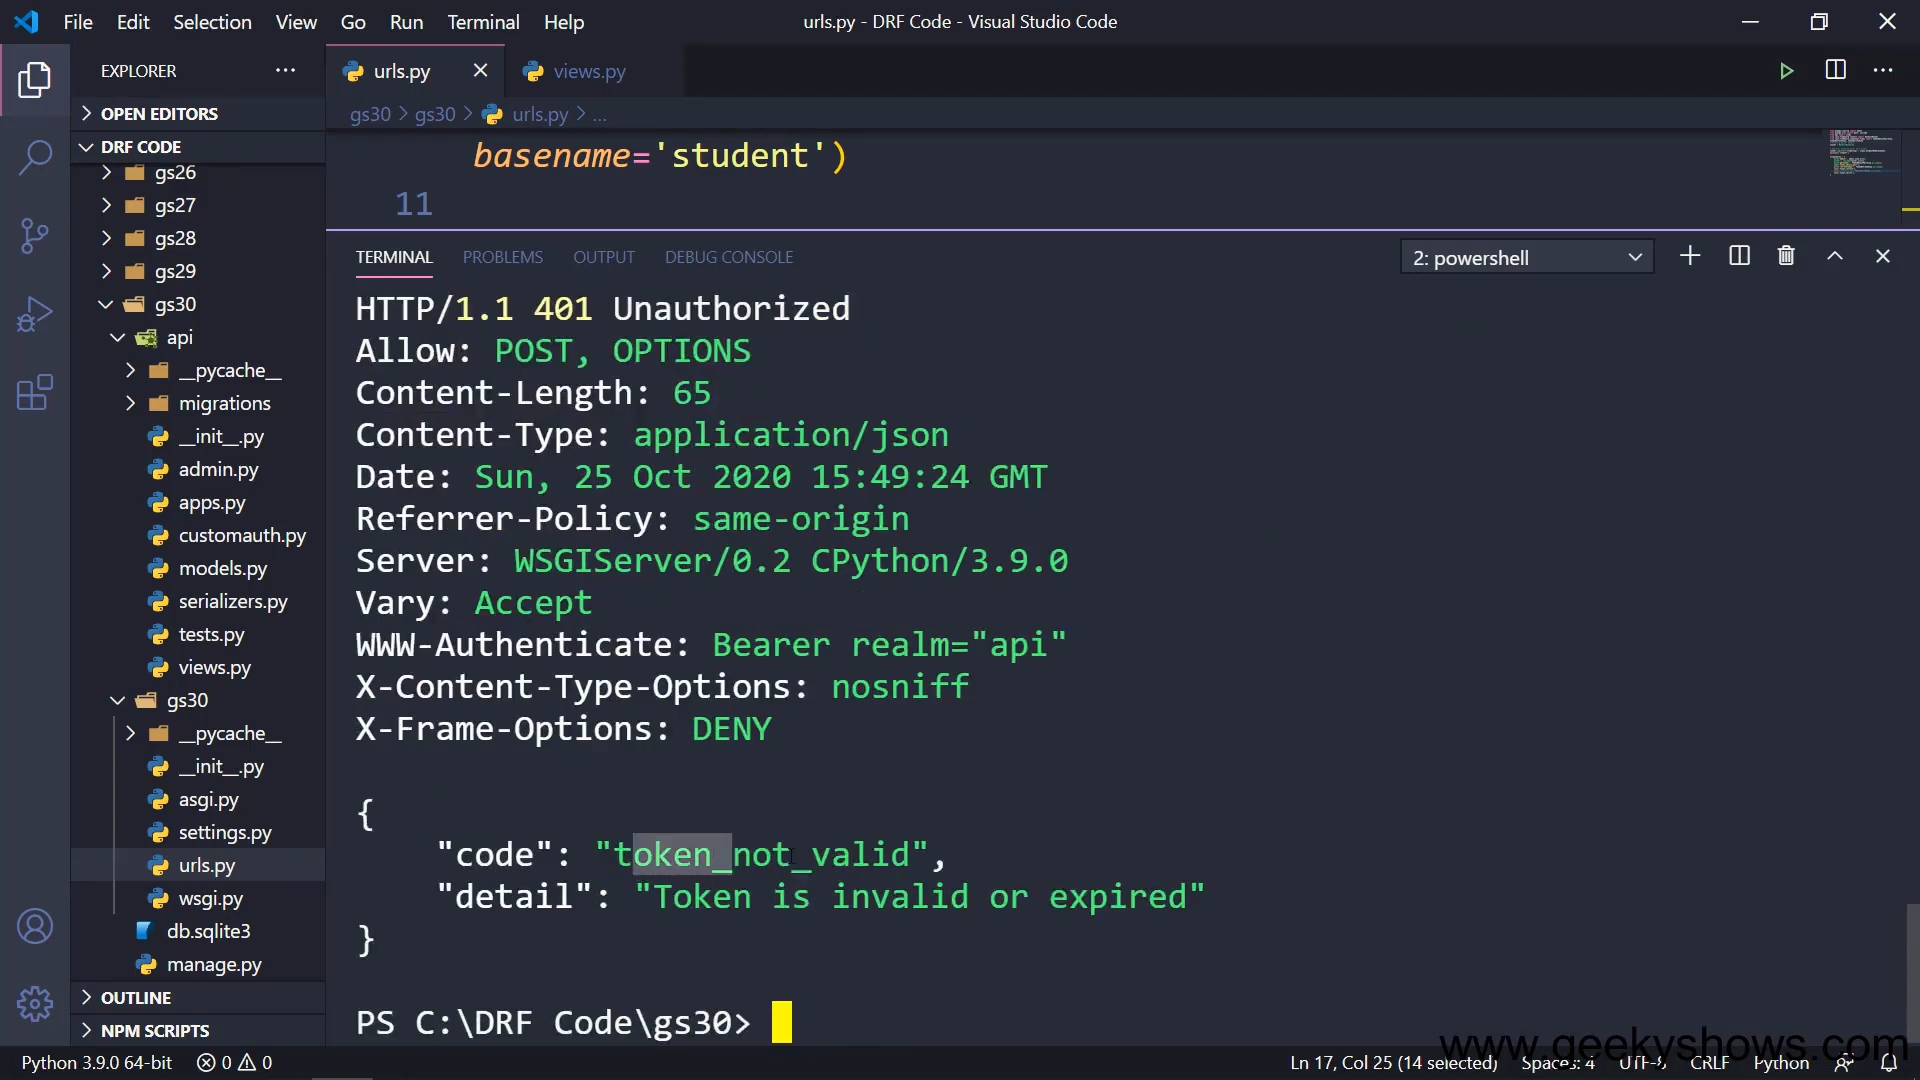 File Edit Selection View Go Run Terminal Help
urls.py - DRF Code - Visual Studio Code
EXPLORER
OPEN EDITORS
DRF CODE
gs26
gs27
gs28
gs29
gs30
api
__pycache__
migrations
__init__.py
admin.py
apps.py
customauth.py
models.py
serializers.py
tests.py
views.py
gs30
__pycache__
__init__.py
asgi.py
settings.py
urls.py
wsgi.py
db.sqlite3
manage.py
OUTLINE
NPM SCRIPTS
urls.py
views.py
gs30 > gs30 > urls.py > ...
basename='student')
11
TERMINAL PROBLEMS OUTPUT DEBUG CONSOLE
2: powershell
HTTP/1.1 401 Unauthorized
Allow: POST, OPTIONS
Content-Length: 65
Content-Type: application/json
Date: Sun, 25 Oct 2020 15:49:24 GMT
Referrer-Policy: same-origin
Server: WSGIServer/0.2 CPython/3.9.0
Vary: Accept
WWW-Authenticate: Bearer realm="api"
X-Content-Type-Options: nosniff
X-Frame-Options: DENY
{
"code": "token_not_valid",
"detail": "Token is invalid or expired"
}
PS C:\DRF Code\gs30>
www.geekyshows.com
Python 3.9.0 64-bit 0 0
Ln 17, Col 25 (14 selected) Spaces: 4 UTF-8 CRLF Python